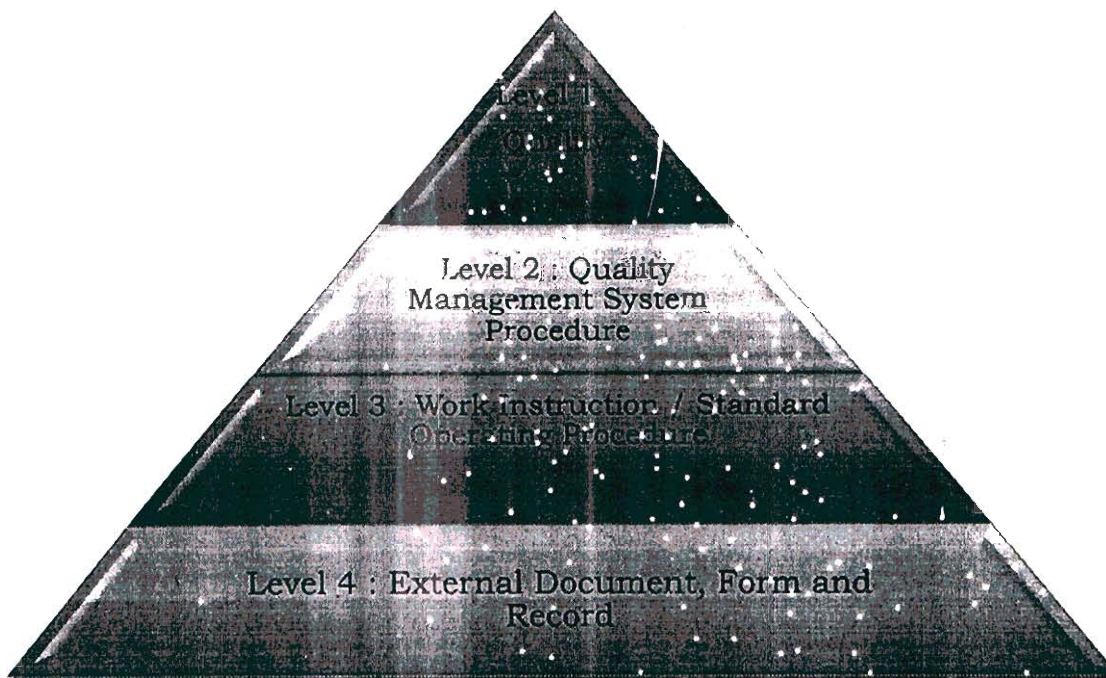 Level 1 :
Quality
Level 2 : Quality
Management System
Procedure
Level 3 : Work instruction / Standard
Operating Procedure
Level 4 : External Document, Form and
Record